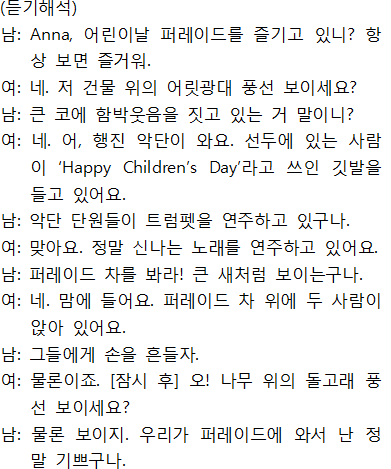 (듣기해석)
남: Anna, 어린이날 퍼레이드를 즐기고 있니? 항
상 보면 즐거워.
여: 네. 저 건물 위의 어릿광대 풍선 보이세요?
남: 큰 코에 함박웃음을 짓고 있는 거 말이니?
여: 네. 어, 행진 악단이 와요. 선두에 있는 사람
이 ‘Happy Children’s Day’라고 쓰인 깃발을
들고 있어요.
남: 악단 단원들이 트럼펫을 연주하고 있구나.
여: 맞아요. 정말 신나는 노래를 연주하고 있어요.
남: 퍼레이드 차를 봐라! 큰 새처럼 보이는구나.
여: 네. 맘에 들어요. 퍼레이드 차 위에 두 사람이
앉아 있어요.
남: 그들에게 손을 흔들자.
여: 물론이죠. [잠시 후] 오! 나무 위의 돌고래 풍
선 보이세요?
남: 물론 보이지. 우리가 퍼레이드에 와서 난 정
말 기쁘구나.